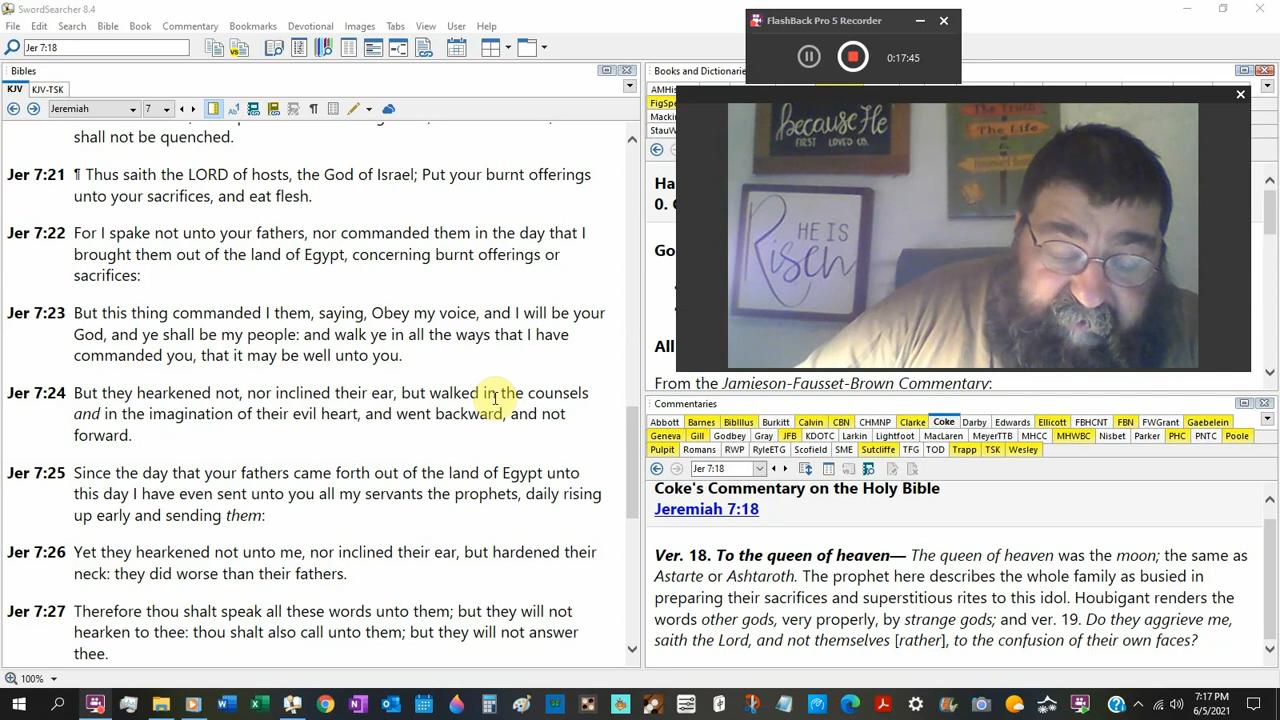 SwordSearcher 8.4
File Edit Search Bible Book Commentary Bookmarks Devotional Images Maps Tabs View User Help
Jer 7:18
FlashBack Pro 5 Recorder
0:17:45
Bibles
KJV KJV-TSK
Jeremiah 7
shall not be quenched.
Jer 7:21 ¶ Thus saith the LORD of hosts, the God of Israel; Put your burnt offerings
unto your sacrifices, and eat flesh.
Jer 7:22 For I spake not unto your fathers, nor commanded them in the day that I
brought them out of the land of Egypt, concerning burnt offerings or
sacrifices:
Jer 7:23 But this thing commanded I them, saying, Obey my voice, and I will be your
God, and ye shall be my people: and walk ye in all the ways that I have
commanded you, that it may be well unto you.
Jer 7:24 But they hearkened not, nor inclined their ear, but walked in the counsels
and in the imagination of their evil heart, and went backward, and not
forward.
Jer 7:25 Since the day that your fathers came forth out of the land of Egypt unto
this day I have even sent unto you all my servants the prophets, daily rising
up early and sending them:
Jer 7:26 Yet they hearkened not unto me, nor inclined their ear, but hardened their
neck: they did worse than their fathers.
Jer 7:27 Therefore thou shalt speak all these words unto them; but they will not
hearken to thee: thou shalt also call unto them; but they will not answer
thee.
100%
Books and Dictionari
AMHis
FigSpe
Mackin
StauW
Ha
0.
Go
All
because He
FIRST LOVED US.
The Truth
The Life
HE IS
Risen
From the Jamieson-Fausset-Brown Commentary:
Commentaries
Abbott Barnes BibIllus Burkitt Calvin CBN CHMNP Clarke Coke Darby Edwards Ellicott FBHCNT FBN FWGrant Gaebelein
Geneva Gill Godbey Gray JFB KDOTC Larkin Lightfoot MacLaren MeyerTTB MHCC MHWBC Nisbet Parker PHC PNTC Poole
Pulpit Romans RWP RyleETG Scofield SME Sutcliffe TFG TOD Trapp TSK Wesley
Jer 7:18
Coke's Commentary on the Holy Bible
Jeremiah 7:18
Ver. 18. To the queen of heaven— The queen of heaven was the moon; the same as
Astarte or Ashtaroth. The prophet here describes the whole family as busied in
preparing their sacrifices and superstitious rites to this idol. Houbigant renders the
words other gods, very properly, by strange gods; and ver. 19. Do they aggrieve me,
saith the Lord, and not themselves [rather], to the confusion of their own faces?
7:17 PM
6/5/2021